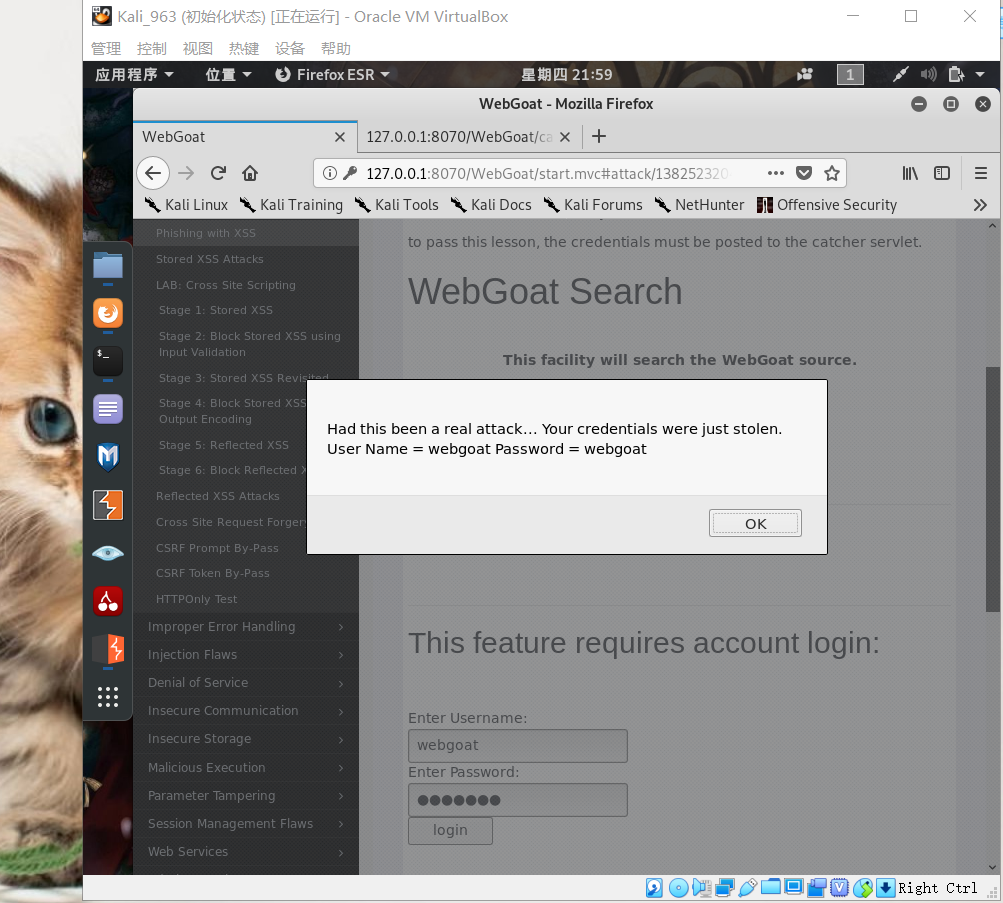 Kali_963 (初始化状态) [正在运行] - Oracle VM VirtualBox
管理 控制 视图 热键 设备 帮助
应用程序 位置 Firefox ESR 星期四 21:59 1
WebGoat - Mozilla Firefox
WebGoat 127.0.0.1:8070/WebGoat/ca
127.0.0.1:8070/WebGoat/start.mvc#attack/13825232
Kali Linux Kali Training Kali Tools Kali Docs Kali Forums NetHunter Offensive Security
Phishing with XSS
Stored XSS Attacks
LAB: Cross Site Scripting
Stage 1: Stored XSS
Stage 2: Block Stored XSS using
Input Validation
Stage 3: Stored XSS Revisited
Stage 4: Block Stored XSS
Output Encoding
Stage 5: Reflected XSS
Stage 6: Block Reflected X
Reflected XSS Attacks
Cross Site Request Forgery
CSRF Prompt By-Pass
CSRF Token By-Pass
HTTPOnly Test
Improper Error Handling
Injection Flaws
Denial of Service
Insecure Communication
Insecure Storage
Malicious Execution
Parameter Tampering
Session Management Flaws
Web Services
to pass this lesson, the credentials must be posted to the catcher servlet.
WebGoat Search
This facility will search the WebGoat source.
Had this been a real attack... Your credentials were just stolen.
User Name = webgoat Password = webgoat
OK
This feature requires account login:
Enter Username:
webgoat
Enter Password:
●●●●●●●
login
Right Ctrl